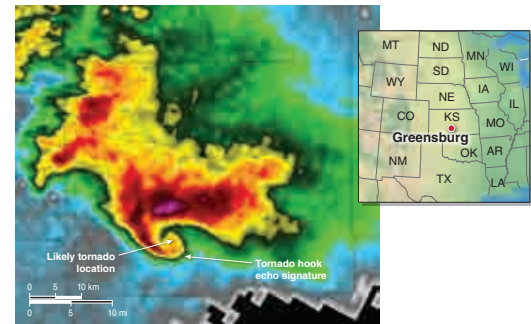 Likely tornado
location
Tornado hook
echo signature
0 5 10 km
0 5 10 mi
MT
ND
MN
WI
SD
WY
IA
NE
IL
CO
KS
MO
Greensburg
OK
AR
NM
TX
LA